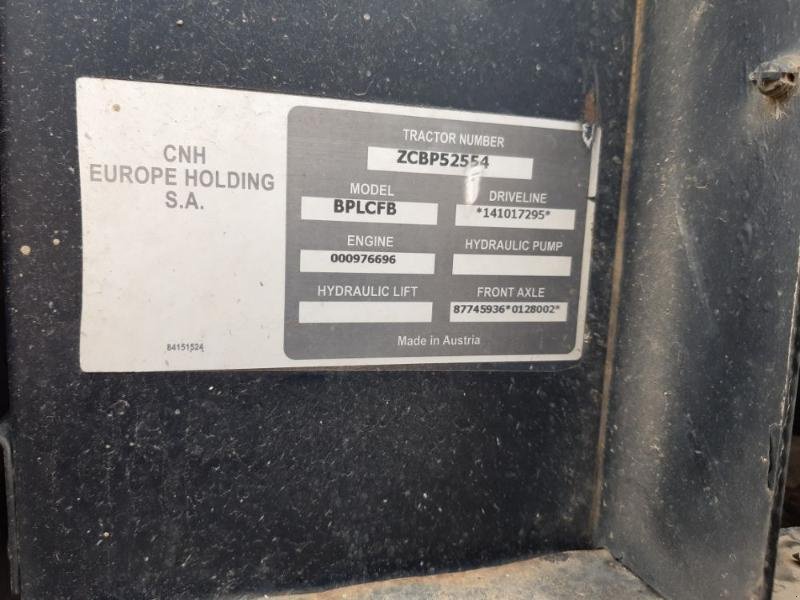 CNH
EUROPE HOLDING
S.A.
84151524
TRACTOR NUMBER
ZCBP52554
MODEL
BPLCFB
DRIVELINE
*141017295*
ENGINE
000976696
HYDRAULIC PUMP
HYDRAULIC LIFT
FRONT AXLE
87745936*0128002*
Made in Austria